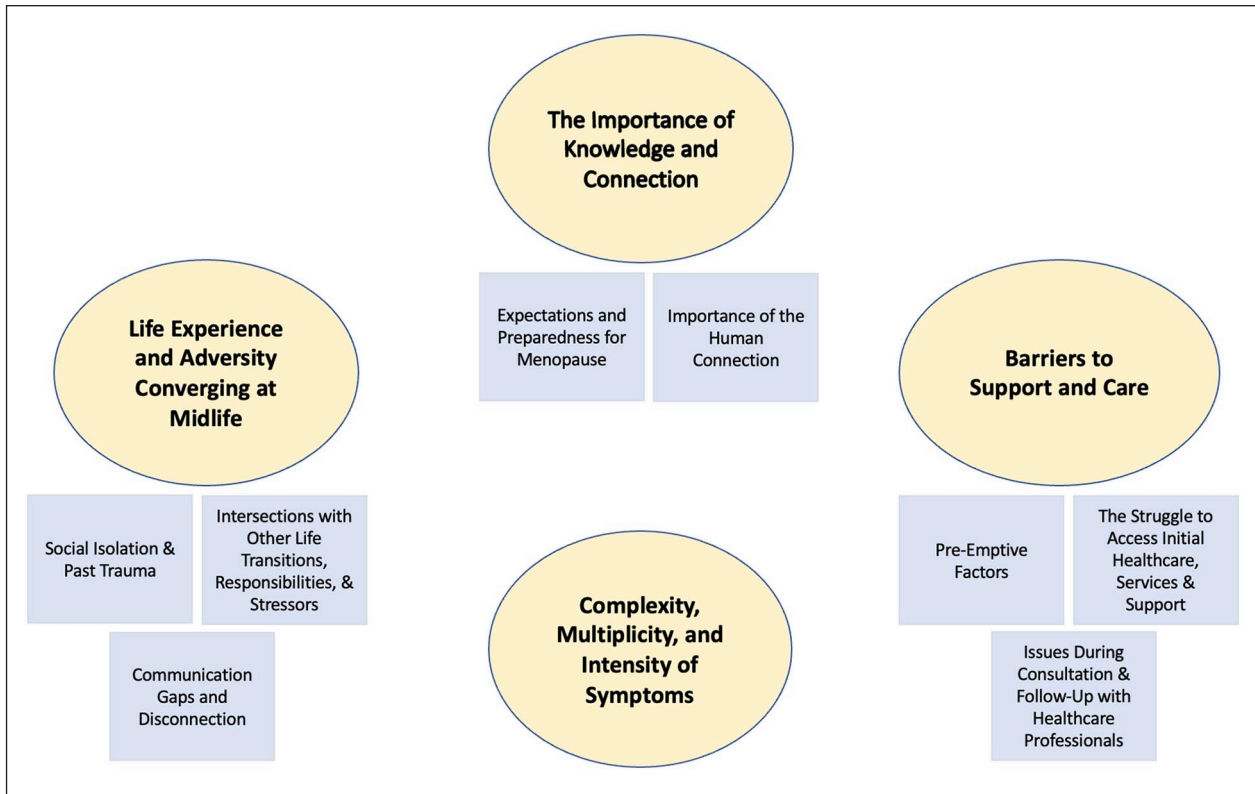 The Importance of
Knowledge and
Connection
Expectations and
Preparedness for
Menopause
Importance of the
Human
Connection
Life Experience
and Adversity
Converging at
Midlife
Social Isolation &
Past Trauma
Intersections with
Other Life
Transitions,
Responsibilities, &
Stressors
Communication
Gaps and
Disconnection
Complexity,
Multiplicity, and
Intensity of
Symptoms
Barriers to
Support and Care
Pre-Emptive
Factors
The Struggle to
Access Initial
Healthcare,
Services &
Support
Issues During
Consultation &
Follow-Up with
Healthcare
Professionals